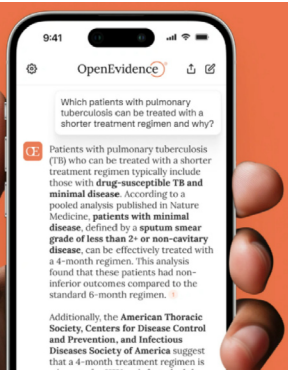 9:41
OpenEvidence
Which patients with pulmonary
tuberculosis can be treated with a
shorter treatment regimen and why?
Patients with pulmonary tuberculosis
(TB) who can be treated with a shorter
treatment regimen typically include
those with drug-susceptible TB and
minimal disease. According to a
pooled analysis published in Nature
Medicine, patients with minimal
disease, defined by a sputum smear
grade of less than 2+ or non-cavitary
disease, can be effectively treated with
a 4-month regimen. This analysis
found that these patients had non-
inferior outcomes compared to the
standard 6-month regimen.
Additionally, the American Thoracic
Society, Centers for Disease Control
and Prevention, and Infectious
Diseases Society of America suggest
that a 4-month treatment regimen is